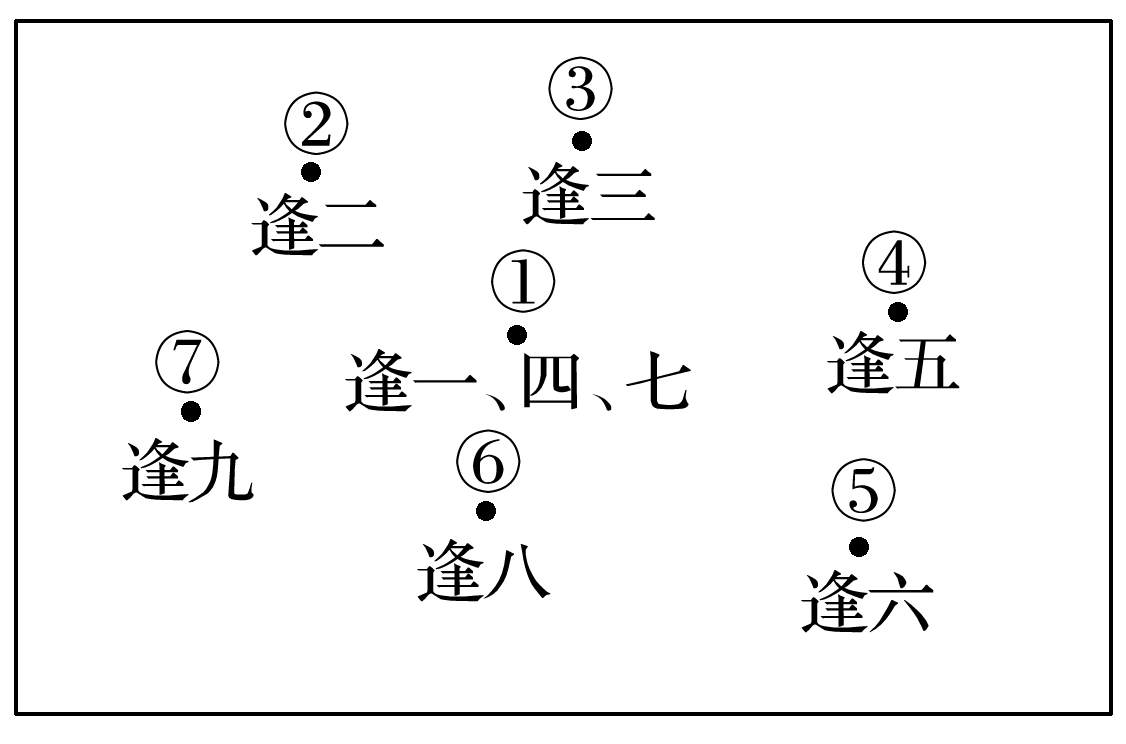 ③
②
逢三
逢二
①
④
逢一、四、七
逢五
⑦
逢九
⑥
⑤
逢八
逢六